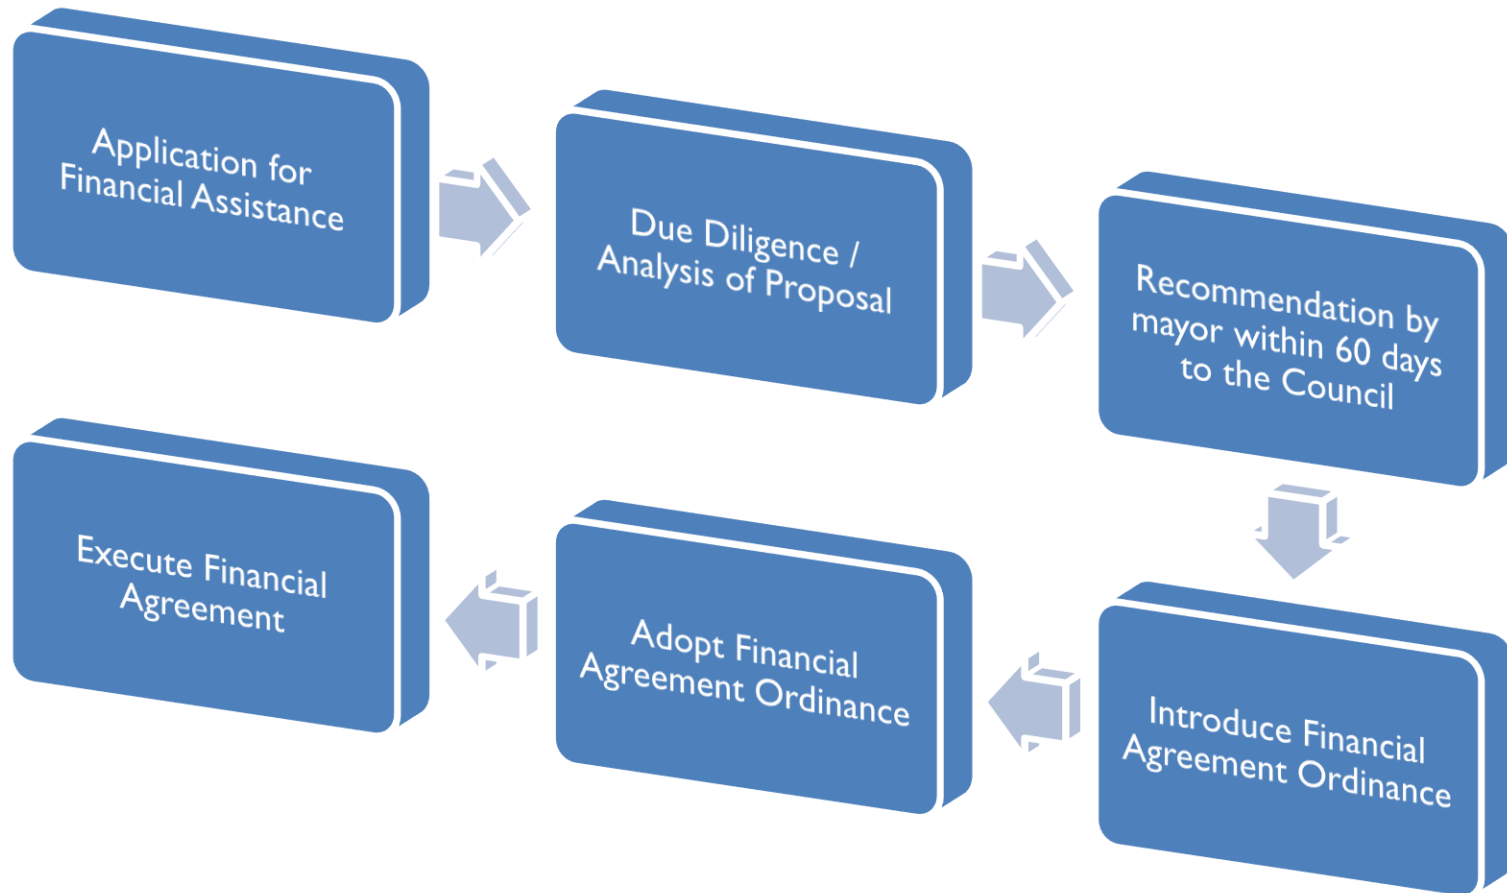 Application for
Financial Assistance
Due Diligence /
Analysis of Proposal
Recommendation by
mayor within 60 days
to the Council
Introduce Financial
Agreement Ordinance
Adopt Financial
Agreement Ordinance
Execute Financial
Agreement